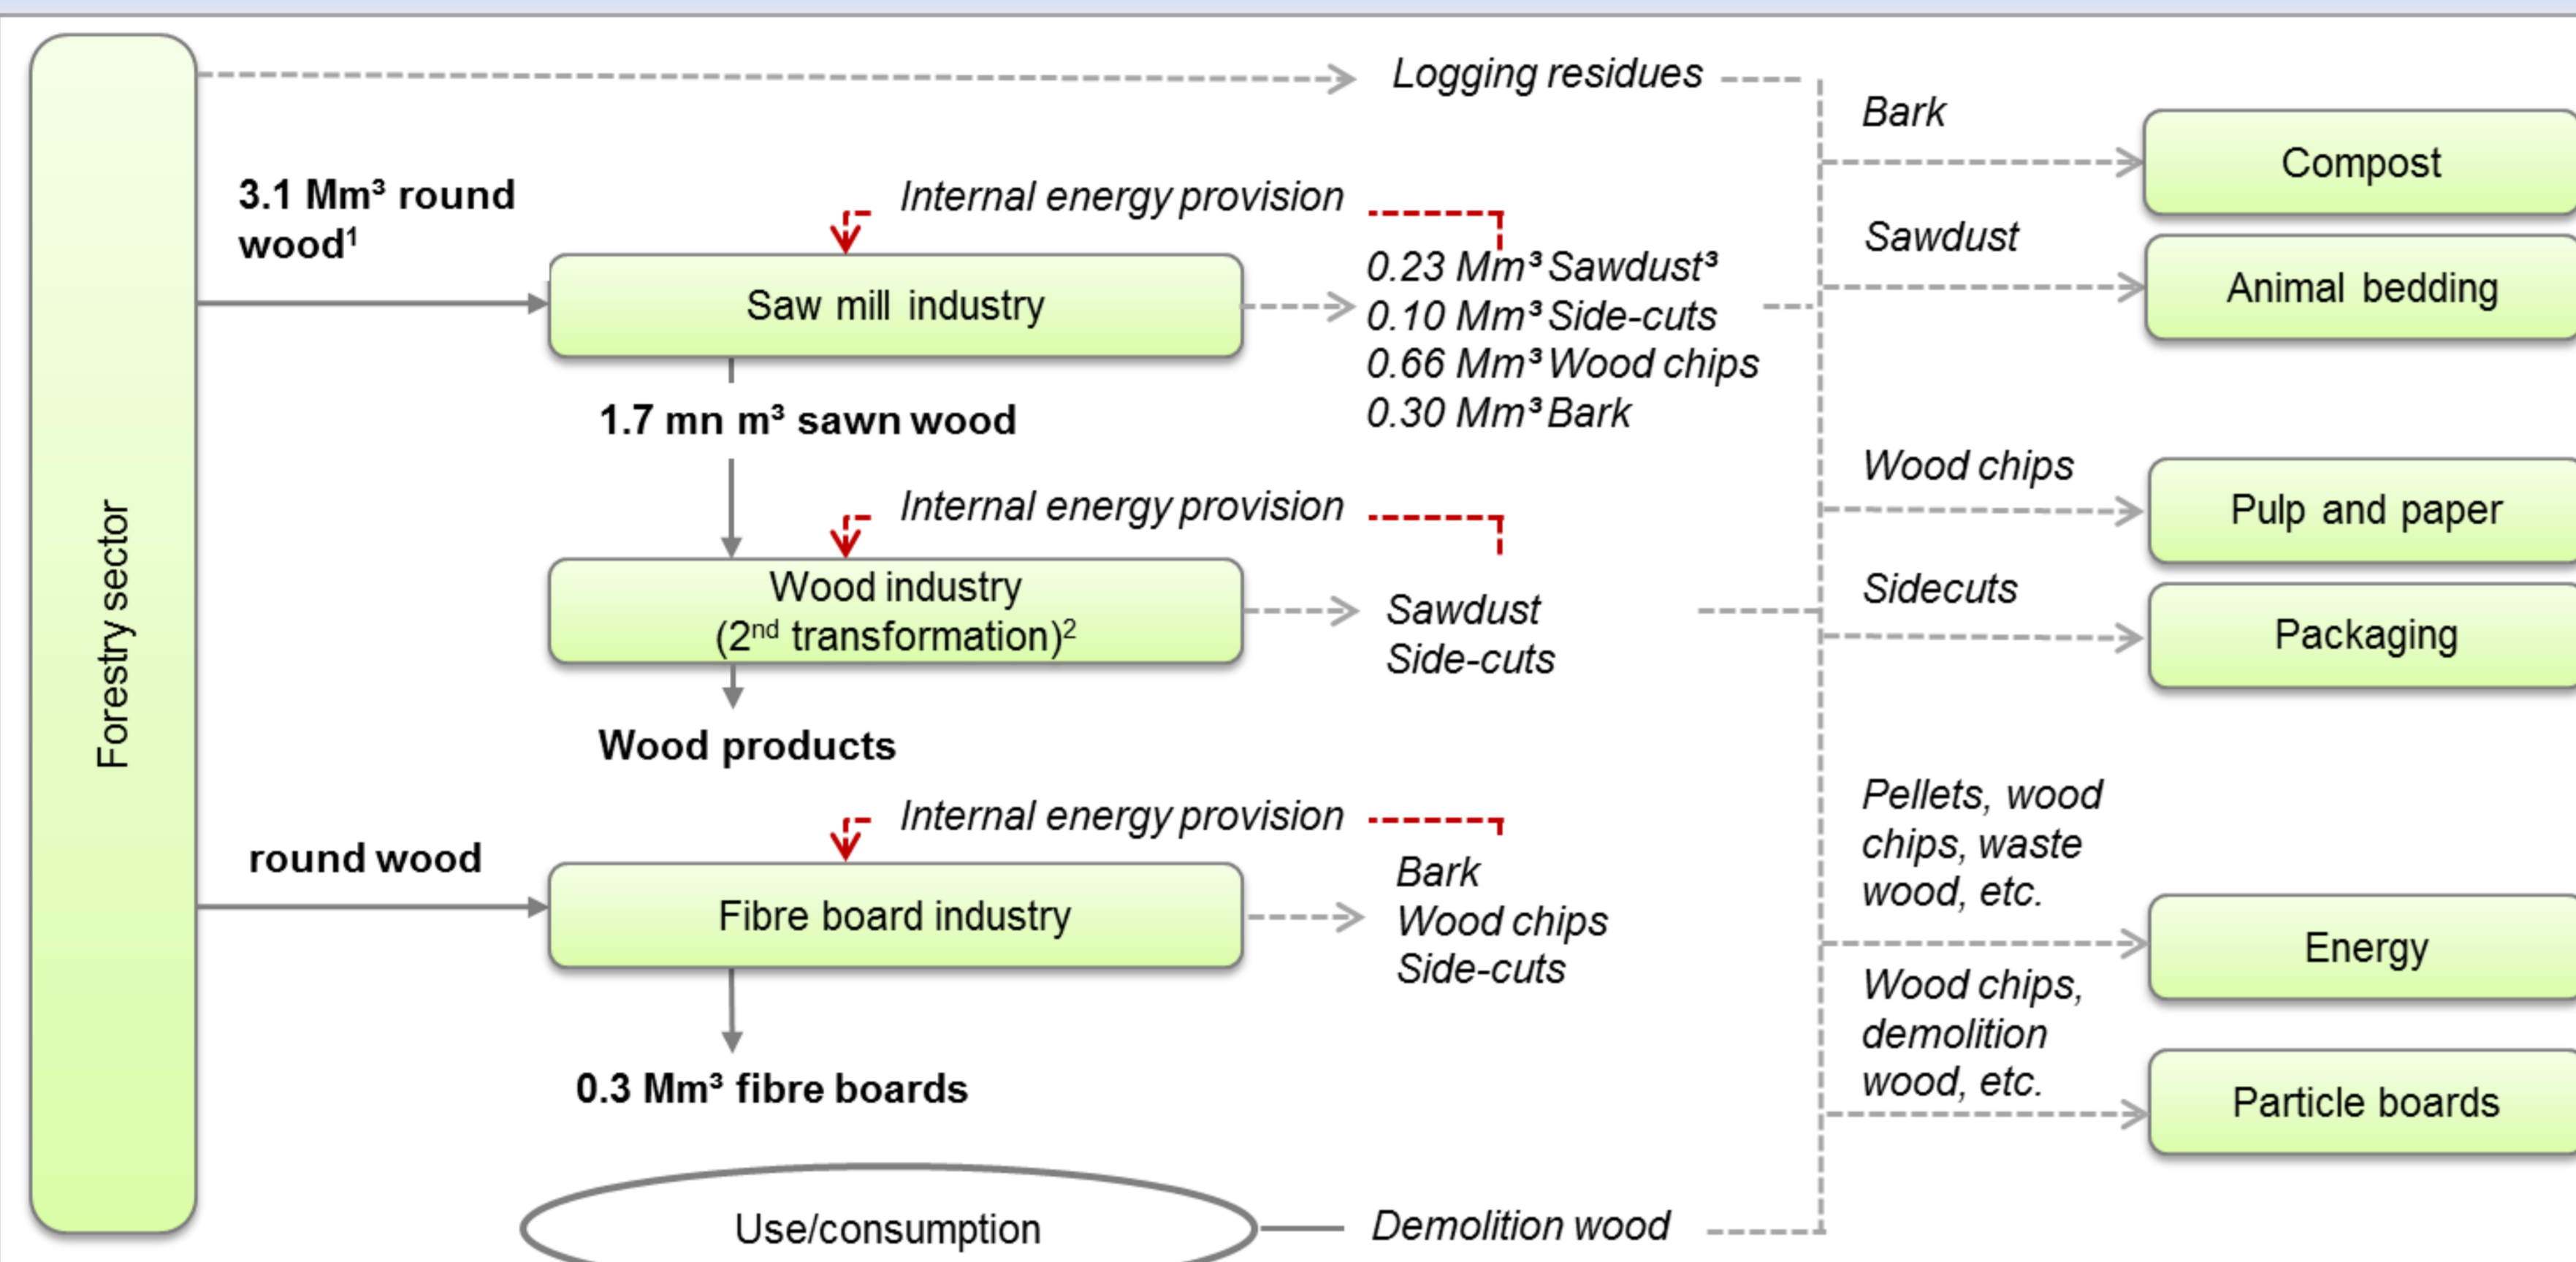 Forestry sector
Logging residues
3.1 Mm³ round
wood¹
Internal energy provision
Saw mill industry
0.23 Mm³ Sawdust³
0.10 Mm³ Side-cuts
0.66 Mm³ Wood chips
0.30 Mm³ Bark
1.7 mn m³ sawn wood
Internal energy provision
Wood industry
(2nd transformation)²
Sawdust
Side-cuts
Wood products
round wood
Internal energy provision
Fibre board industry
Bark
Wood chips
Side-cuts
0.3 Mm³ fibre boards
Use/consumption
Demolition wood
Bark
Compost
Sawdust
Animal bedding
Wood chips
Pulp and paper
Sidecuts
Packaging
Pellets, wood
chips, waste
wood, etc.
Energy
Wood chips,
demolition
wood, etc.
Particle boards